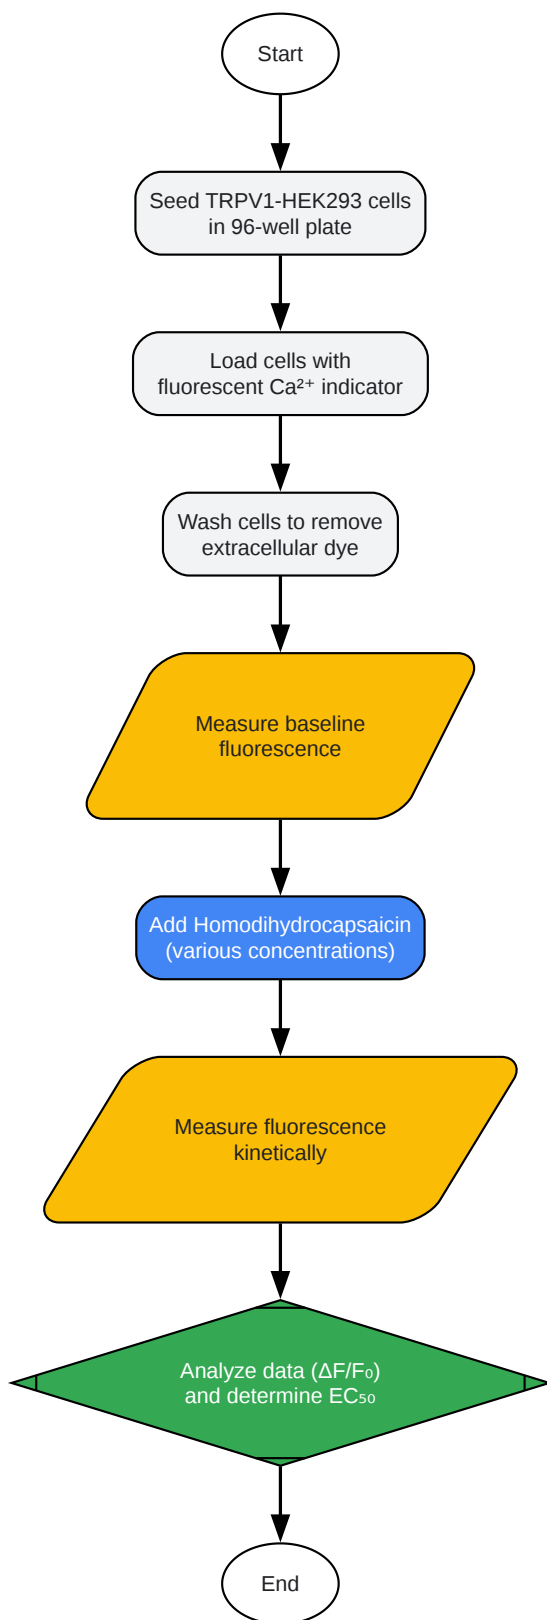 Start
Seed TRPV1-HEK293 cells
in 96-well plate
Load cells with
fluorescent Ca²⁺ indicator
Wash cells to remove
extracellular dye
Measure baseline
fluorescence
Add Homodihydrocapsaicin
(various concentrations)
Measure fluorescence
kinetically
Analyze data (ΔF/F₀)
and determine EC₅₀
End